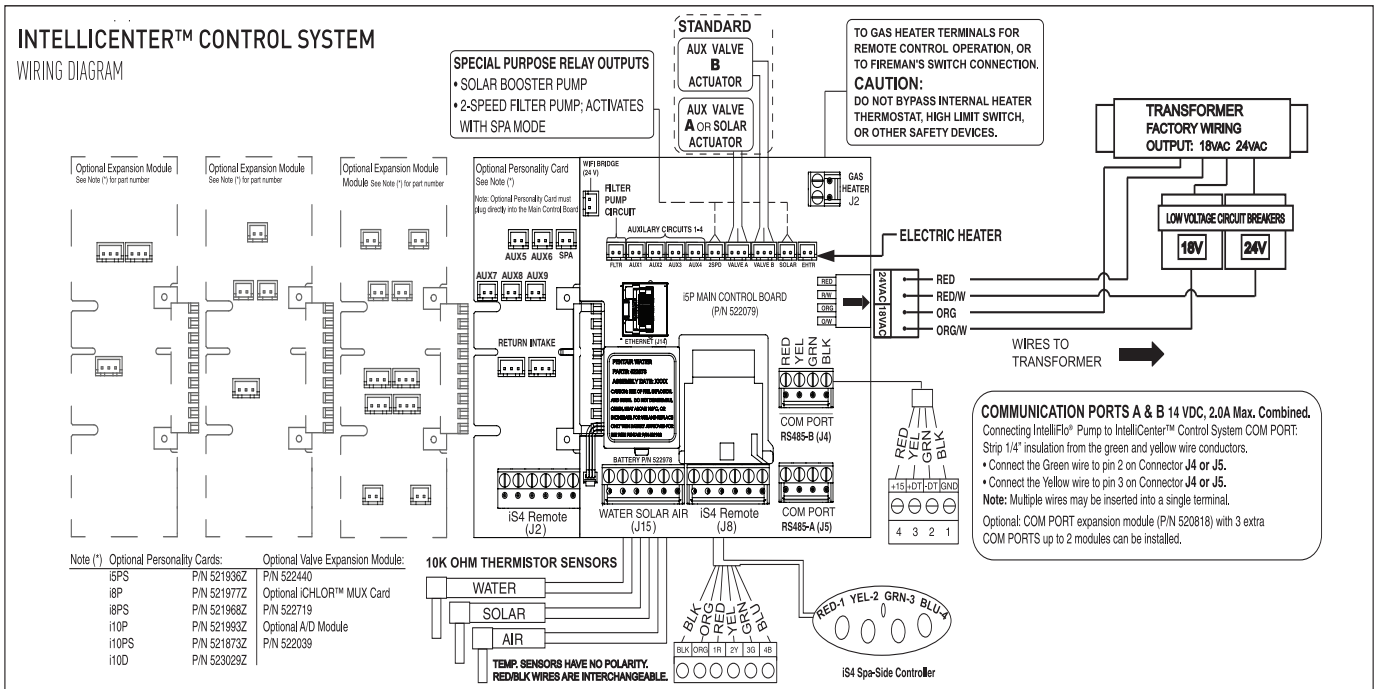 INTELLICENTER™ CONTROL SYSTEM
WIRING DIAGRAM
SPECIAL PURPOSE RELAY OUTPUTS
• SOLAR BOOSTER PUMP
• 2-SPEED FILTER PUMP; ACTIVATES
WITH SPA MODE
STANDARD
AUX VALVE
B
ACTUATOR
AUX VALVE
A OR SOLAR
ACTUATOR
TO GAS HEATER TERMINALS FOR
REMOTE CONTROL OPERATION, OR
TO FIREMAN'S SWITCH CONNECTION.
CAUTION:
DO NOT BYPASS INTERNAL HEATER
THERMOSTAT, HIGH LIMIT SWITCH,
OR OTHER SAFETY DEVICES.
TRANSFORMER
FACTORY WIRING
OUTPUT: 18VAC 24VAC
LOW VOLTAGE CIRCUIT BREAKERS
18V
24V
Optional Expansion Module
See Note (*) for part number
Optional Expansion Module
See Note (*) for part number
Optional Expansion Module
Module See Note (*) for part number
Optional Personality Card
See Note (*)
Note: Optional Personality Card must
plug directly into the Main Control Board
AUX5 AUX6 SPA
AUX7 AUX8 AUX9
RETURN INTAKE
iS4 Remote
(J2)
WIFI BRIDGE
(24 V)
FILTER
PUMP
CIRCUIT
AUXILARY CIRCUITS 1-4
FLTR AUX1 AUX2 AUX3 AUX4 2SPD VALVE A VALVE B SOLAR EHTR
GAS
HEATER
J2
ELECTRIC HEATER
i5P MAIN CONTROL BOARD
(P/N 522079)
ETHERNET (J14)
RED
R/W
ORG
O/W
24VAC 18VAC
RED
RED/W
ORG
ORG/W
WIRES TO
TRANSFORMER
PENTAIR WATER
ASSEMBLY DATE: XXXX
BATTERY P/N 522978
WATER SOLAR AIR
(J15)
iS4 Remote
(J8)
RED YEL GRN BLK
COM PORT
RS485-B (J4)
COM PORT
RS485-A (J5)
RED YEL GRN BLK
+15 +DT -DT GND
4 3 2 1
COMMUNICATION PORTS A & B 14 VDC, 2.0A Max. Combined.
Connecting IntelliFlo® Pump to IntelliCenter™ Control System COM PORT:
Strip 1/4" insulation from the green and yellow wire conductors.
• Connect the Green wire to pin 2 on Connector J4 or J5.
• Connect the Yellow wire to pin 3 on Connector J4 or J5.
Note: Multiple wires may be inserted into a single terminal.
Optional: COM PORT expansion module (P/N 520818) with 3 extra
COM PORTS up to 2 modules can be installed.
Note (*) Optional Personality Cards: Optional Valve Expansion Module:
i5PS P/N 521936Z P/N 522440
i8P P/N 521977Z Optional iCHLOR™ MUX Card
i8PS P/N 521968Z P/N 522719
i10P P/N 521993Z Optional A/D Module
i10PS P/N 521873Z P/N 522039
i10D P/N 523029Z
10K OHM THERMISTOR SENSORS
WATER
SOLAR
AIR
TEMP. SENSORS HAVE NO POLARITY.
RED/BLK WIRES ARE INTERCHANGEABLE.
BLK ORG RED YEL GRN BLU
BLK ORG 1R 2Y 3G 4B
RED-1 YEL-2 GRN-3 BLU-4
iS4 Spa-Side Controller